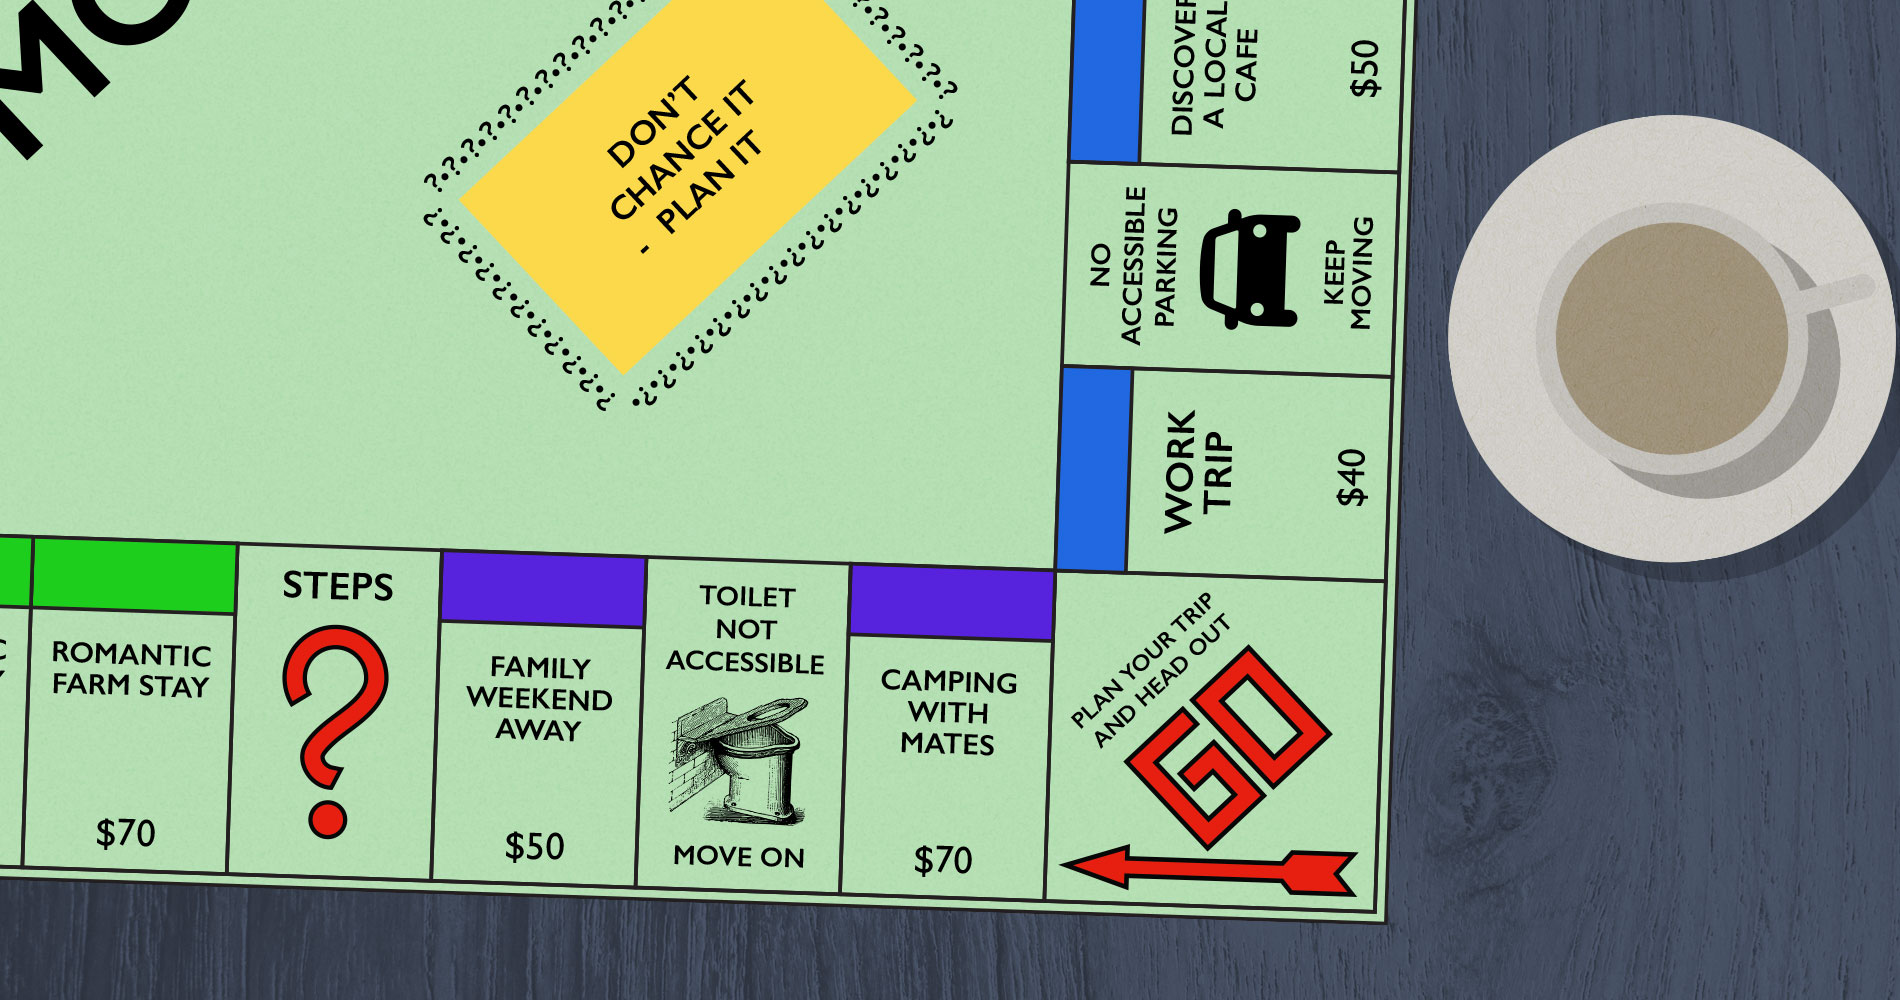 MO
DON'T
CHANCE IT
- PLAN IT
DISCOVER
A LOCAL
CAFE
$50
NO
ACCESSIBLE
PARKING
KEEP
MOVING
WORK
TRIP
$40
ROMANTIC
FARM STAY
$70
STEPS
?
FAMILY
WEEKEND
AWAY
$50
TOILET
NOT
ACCESSIBLE
MOVE ON
CAMPING
WITH
MATES
$70
PLAN YOUR TRIP
AND HEAD OUT
GO